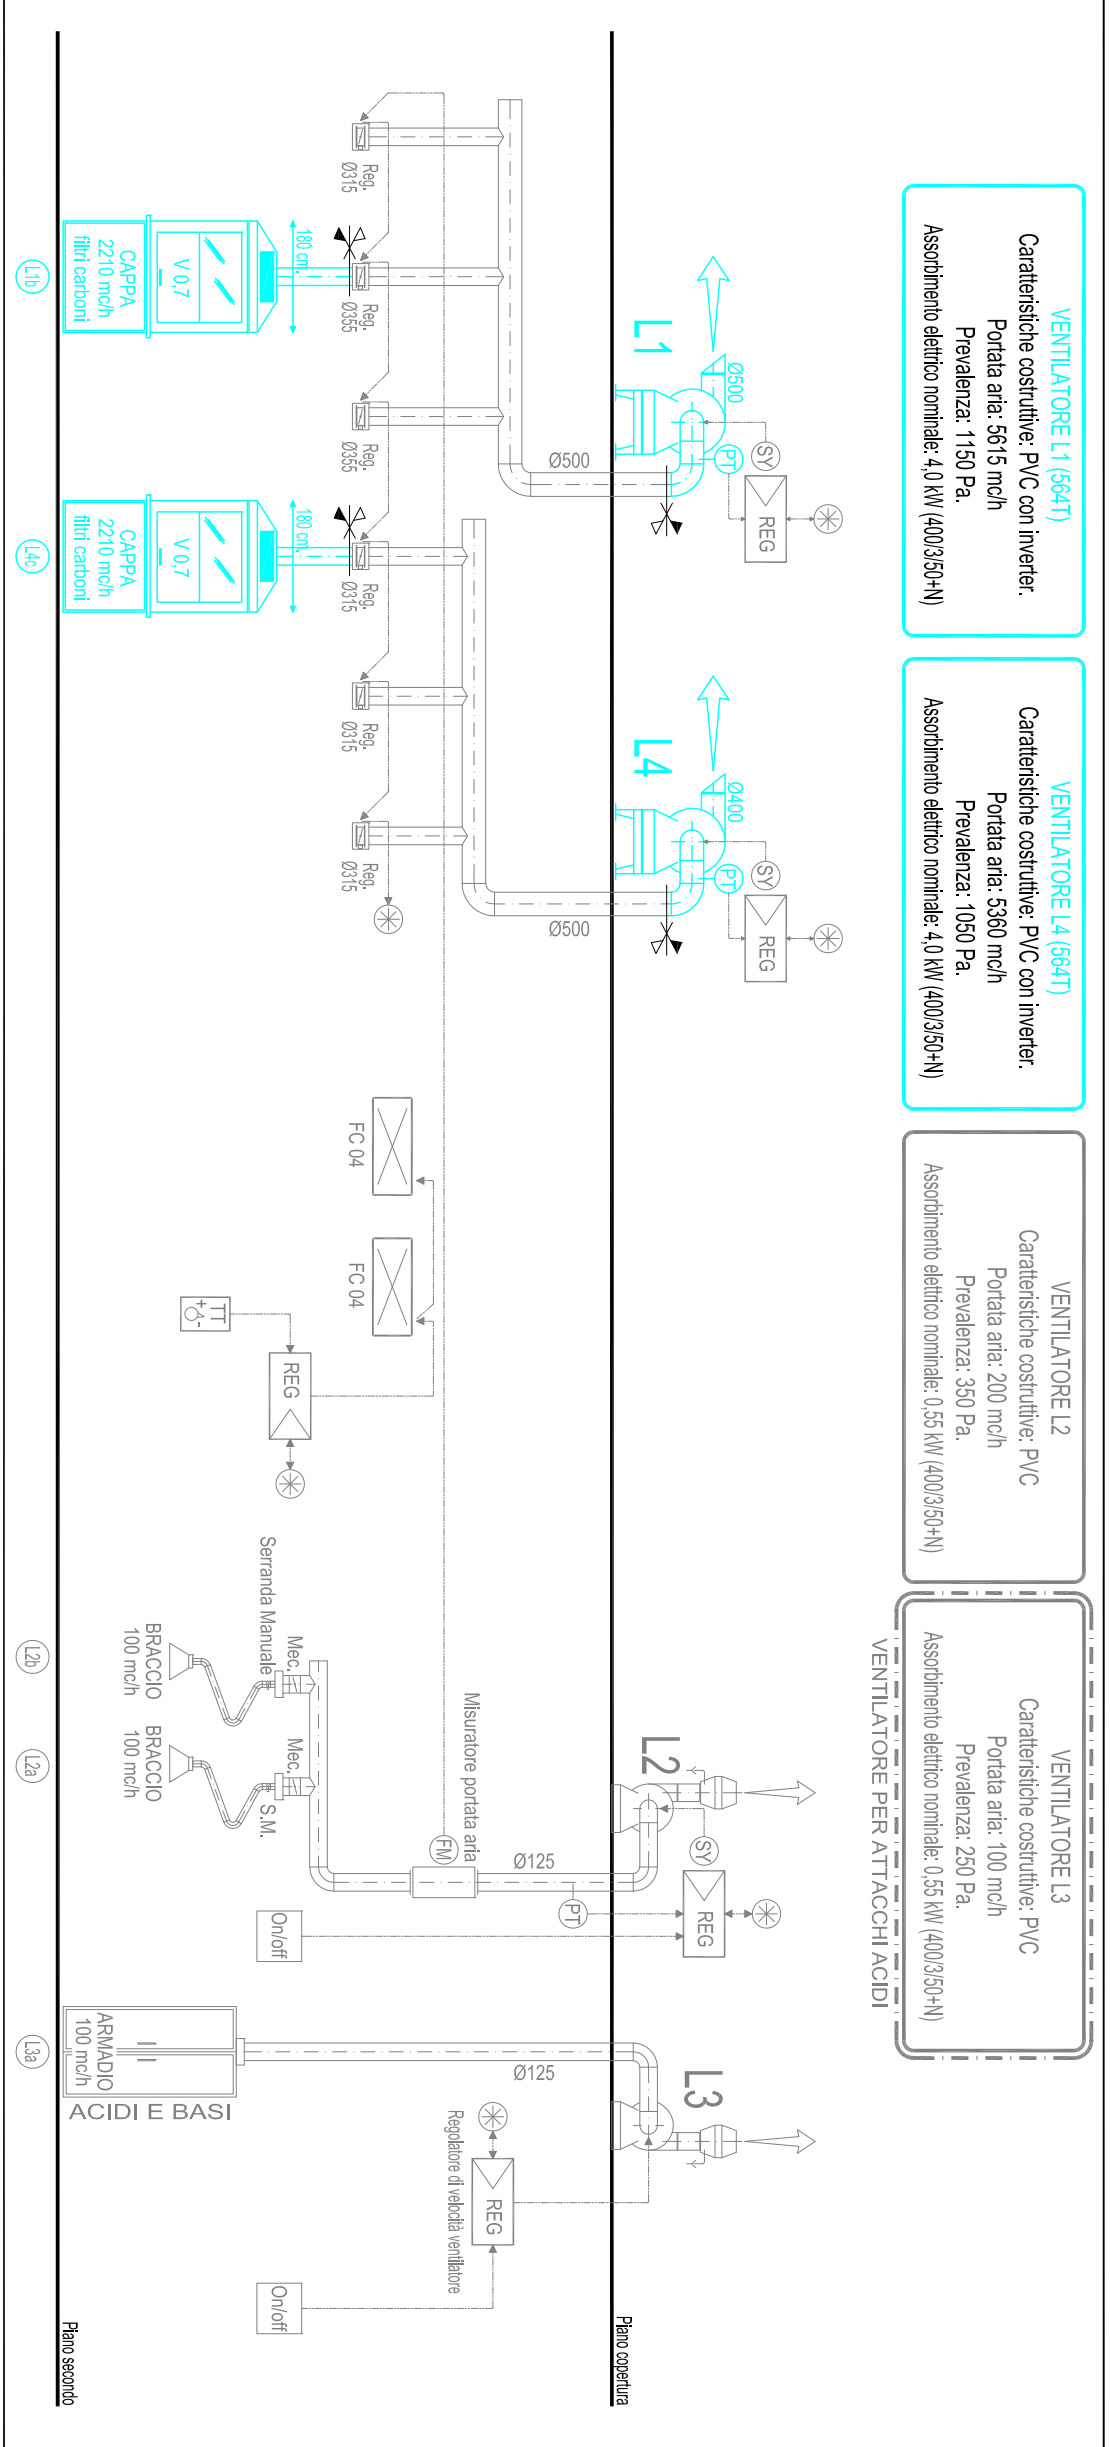 VENTILATORE L1 (564T)
Caratteristiche costruttive: PVC con inverter.
Portata aria: 5615 mc/h
Prevalenza: 1150 Pa.
Assorbimento elettrico nominale: 4,0 kW (400/3/50+N)
VENTILATORE L4 (564T)
Caratteristiche costruttive: PVC con inverter.
Portata aria: 5360 mc/h
Prevalenza: 1050 Pa.
Assorbimento elettrico nominale: 4,0 kW (400/3/50+N)
VENTILATORE L2
Caratteristiche costruttive: PVC
Portata aria: 200 mc/h
Prevalenza: 350 Pa.
Assorbimento elettrico nominale: 0,55 kW (400/3/50+N)
VENTILATORE L3
Caratteristiche costruttive: PVC
Portata aria: 100 mc/h
Prevalenza: 250 Pa.
Assorbimento elettrico nominale: 0,55 kW (400/3/50+N)
VENTILATORE PER ATTACCHI ACIDI
L1
Ø500
SY
PT
REG
Ø500
L4
Ø400
SY
PT
REG
Ø500
L2
SY
REG
PT
Ø125
L3
Ø125
Piano copertura
Reg.
Ø315
Reg.
Ø355
Reg.
Ø355
Reg.
Ø315
Reg.
Ø315
Reg.
Ø315
180 cm.
V 0,7
CAPPA
2210 mc/h
filtri carboni
L1b
180 cm.
V 0,7
CAPPA
2210 mc/h
filtri carboni
L4c
FC 04
FC 04
TT
+
-
REG
Misuratore portata aria
FM
Mec.
Mec.
Serranda Manuale
S.M.
BRACCIO
100 mc/h
L2b
BRACCIO
100 mc/h
L2a
On/off
ARMADIO
100 mc/h
ACIDI E BASI
L3a
REG
Regolatore di velocità ventilatore
On/off
Piano secondo